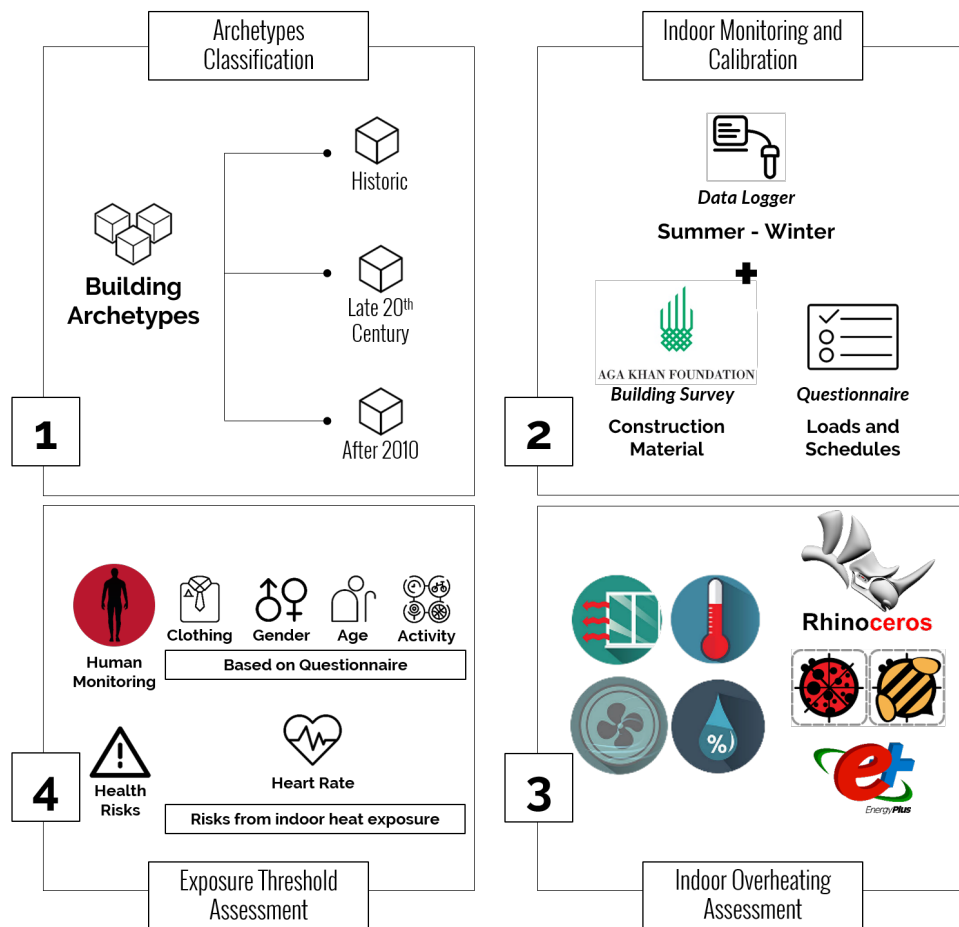 Archetypes
Classification
Historic
Building
Archetypes
Late 20th
Century
After 2010
1
Indoor Monitoring and
Calibration
Data Logger
Summer - Winter
AGA KHAN FOUNDATION
Building Survey
Construction
Material
Questionnaire
Loads and
Schedules
2
Human
Monitoring
Clothing
Gender
Age
Activity
Based on Questionnaire
Health
Risks
Heart Rate
Risks from indoor heat exposure
4
Exposure Threshold
Assessment
Rhinoceros
%
e+
EnergyPlus
3
Indoor Overheating
Assessment